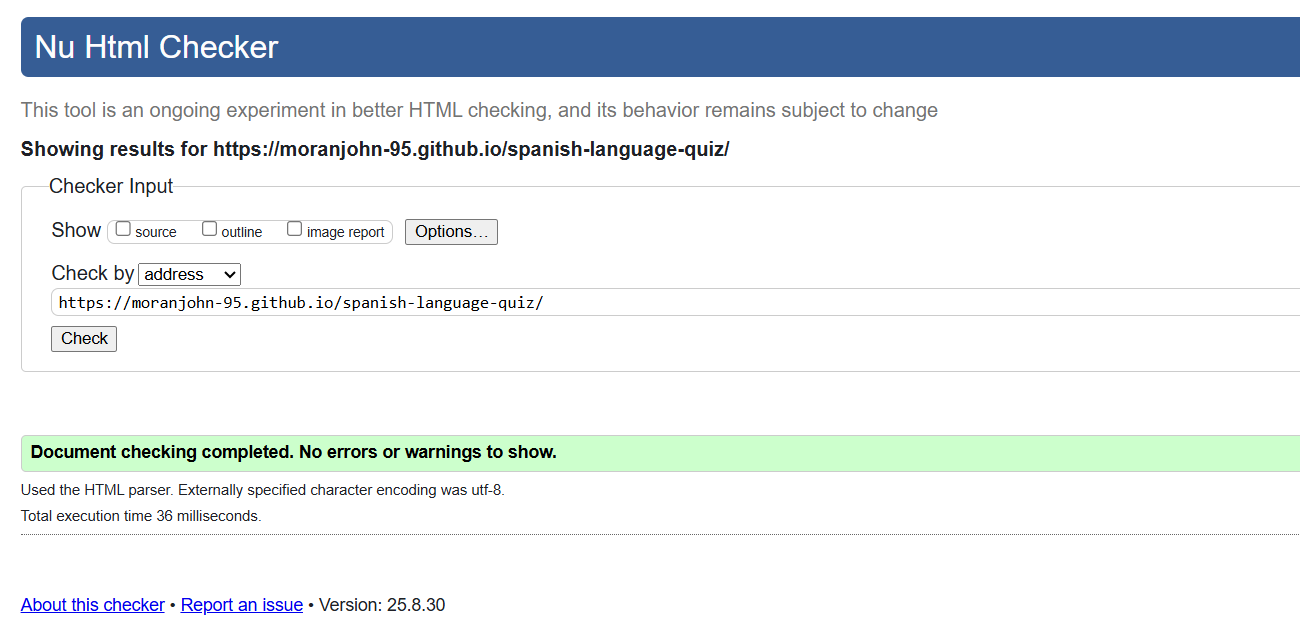 Nu Html Checker
This tool is an ongoing experiment in better HTML checking, and its behavior remains subject to change
Showing results for https://moranjohn-95.github.io/spanish-language-quiz/
Checker Input
Show source outline image report Options...
Check by address
https://moranjohn-95.github.io/spanish-language-quiz/
Check
Document checking completed. No errors or warnings to show.
Used the HTML parser. Externally specified character encoding was utf-8.
Total execution time 36 milliseconds.
About this checker • Report an issue • Version: 25.8.30